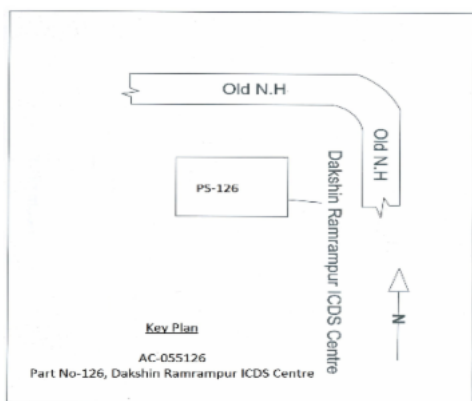 Old N.H
Old N.H
PS-126
Dakshin Ramrampur ICDS Centre
N
Key Plan
AC-055126
Part No-126, Dakshin Ramrampur ICDS Centre